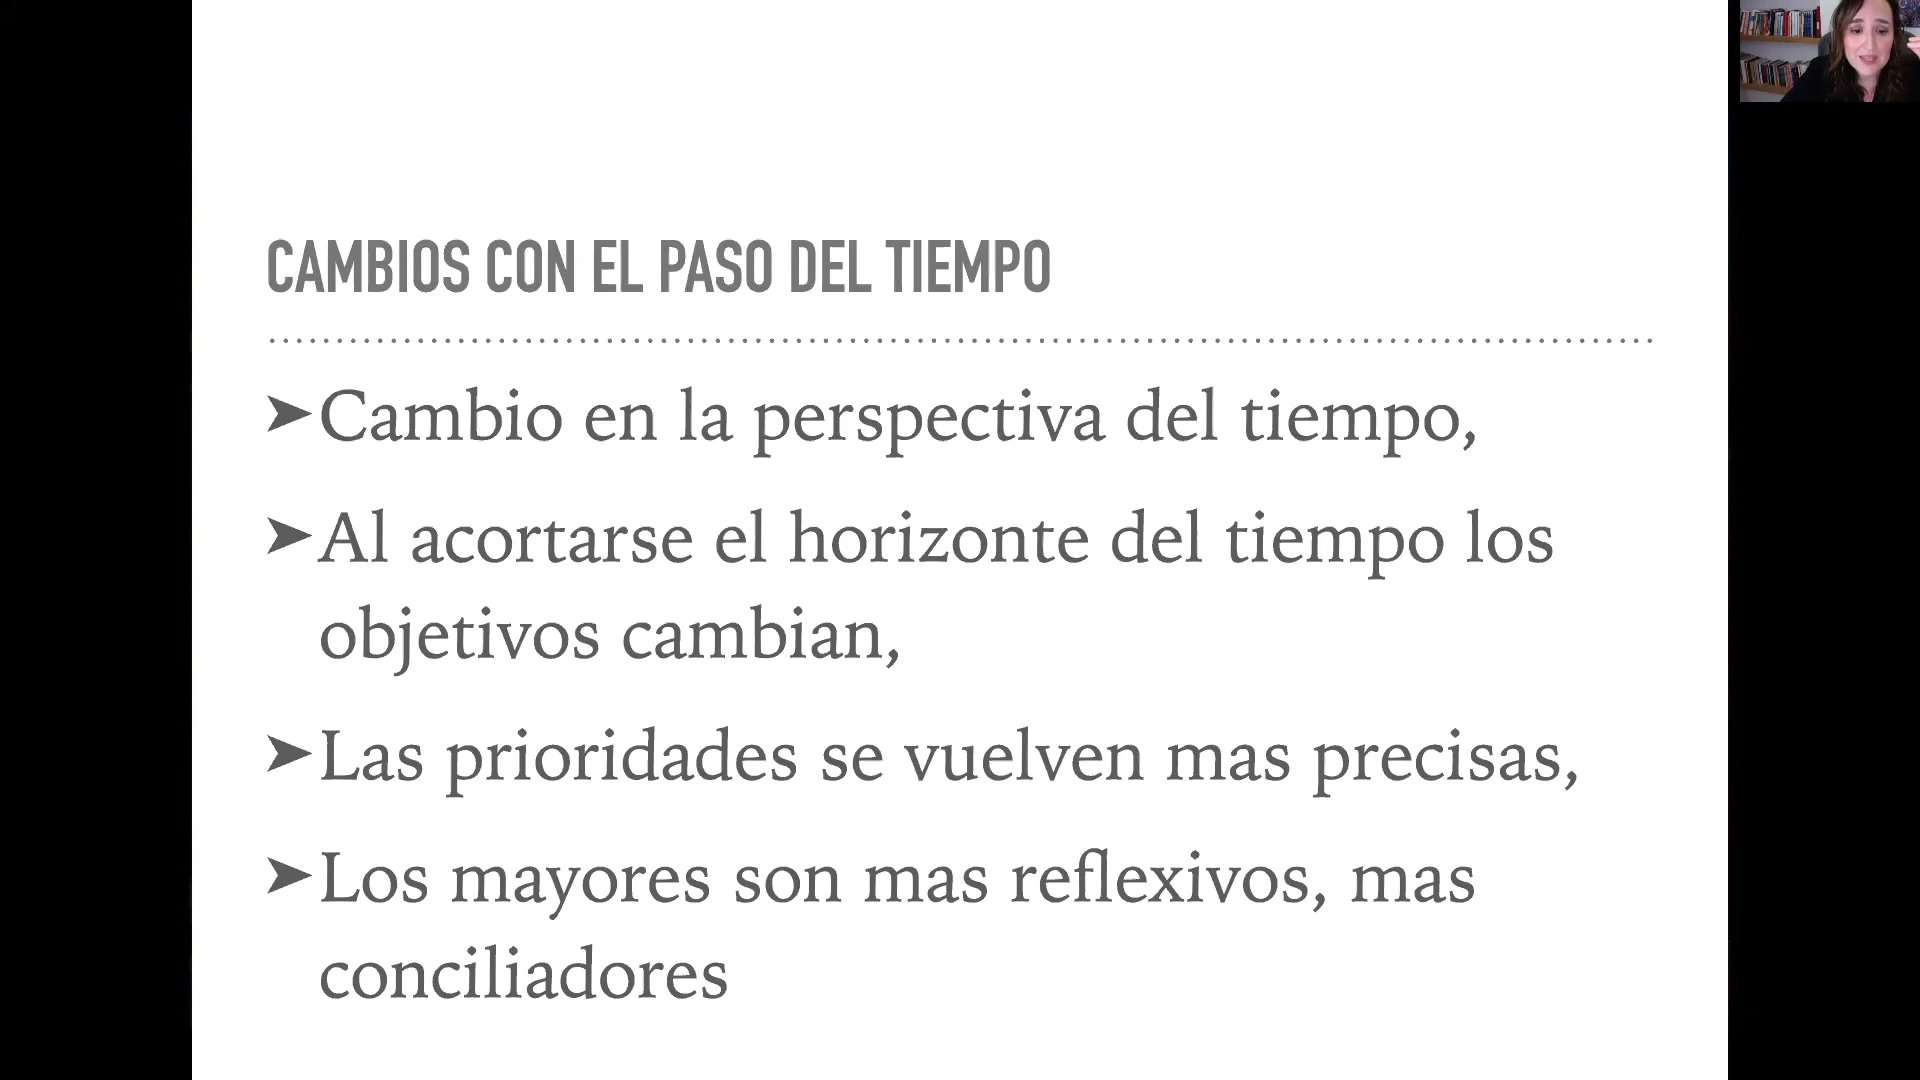 CAMBIOS CON EL PASO DEL TIEMPO
➤Cambio en la perspectiva del tiempo,
➤Al acortarse el horizonte del tiempo los
objetivos cambian,
➤Las prioridades se vuelven mas precisas,
➤Los mayores son mas reflexivos, mas
conciliadores